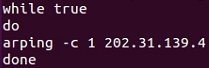 while true
do
arping -c 1 202.31.139.4
done